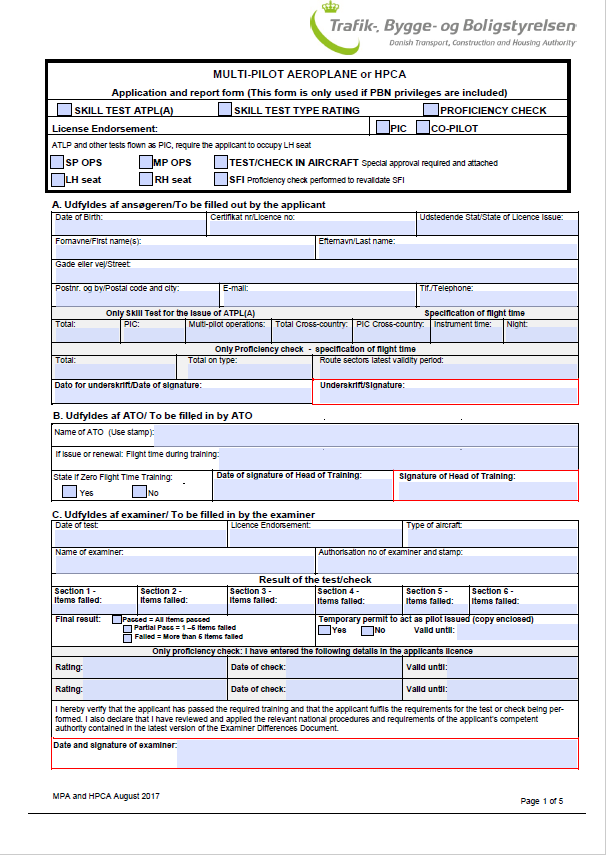 Trafik-, Bygge- og Boligstyrelsen
Danish Transport, Construction and Housing Authority
MULTI-PILOT AEROPLANE or HPCA
Application and report form (This form is only used if PBN privileges are included)
SKILL TEST ATPL(A) SKILL TEST TYPE RATING PROFICIENCY CHECK
License Endorsement: PIC CO-PILOT
ATLP and other tests flown as PIC, require the applicant to occupy LH seat
SP OPS MP OPS TEST/CHECK IN AIRCRAFT Special approval required and attached
LH seat RH seat SFI Proficiency check performed to revalidate SFI
A. Udfyldes af ansøgeren/To be filled out by the applicant
Date of Birth: Certifikat nr/Licence no: Udstedende Stat/State of Licence Issue:
Fornavne/First name(s): Efternavn/Last name:
Gade eller vej/Street:
Postnr. og by/Postal code and city: E-mail: Tlf./Telephone:
Only Skill Test for the issue of ATPL(A) Specification of flight time
Total: PIC: Multi-pilot operations: Total Cross-country: PIC Cross-country: Instrument time: Night:
Only Proficiency check - specification of flight time
Total: Total on type: Route sectors latest validity period:
Dato for underskrift/Date of signature: Underskrift/Signature:
B. Udfyldes af ATO/ To be filled in by ATO
Name of ATO (Use stamp):
If issue or renewal: Flight time during training:
State if Zero Flight Time Training: Date of signature of Head of Training: Signature of Head of Training:
Yes No
C. Udfyldes af examiner/ To be filled in by the examiner
Date of test: Licence Endorsement: Type of aircraft:
Name of examiner: Authorisation no of examiner and stamp:
Result of the test/check
Section 1 - Section 2 - Section 3 - Section 4 - Section 5 - Section 6 -
Items failed: Items failed: Items failed: Items failed: Items failed: Items failed:
Final result: Passed = All items passed Temporary permit to act as pilot issued (copy enclosed)
Partial Pass = 1 –5 items failed Yes No Valid until:
Failed = More than 5 items failed
Only proficiency check: I have entered the following details in the applicants licence
Rating: Date of check: Valid until:
Rating: Date of check: Valid until:
I hereby verify that the applicant has passed the required training and that the applicant fulfils the requirements for the test or check being per-
formed. I also declare that I have reviewed and applied the relevant national procedures and requirements of the applicant's competent
authority contained in the latest version of the Examiner Differences Document.
Date and signature of examiner:
MPA and HPCA August 2017
Page 1 of 5